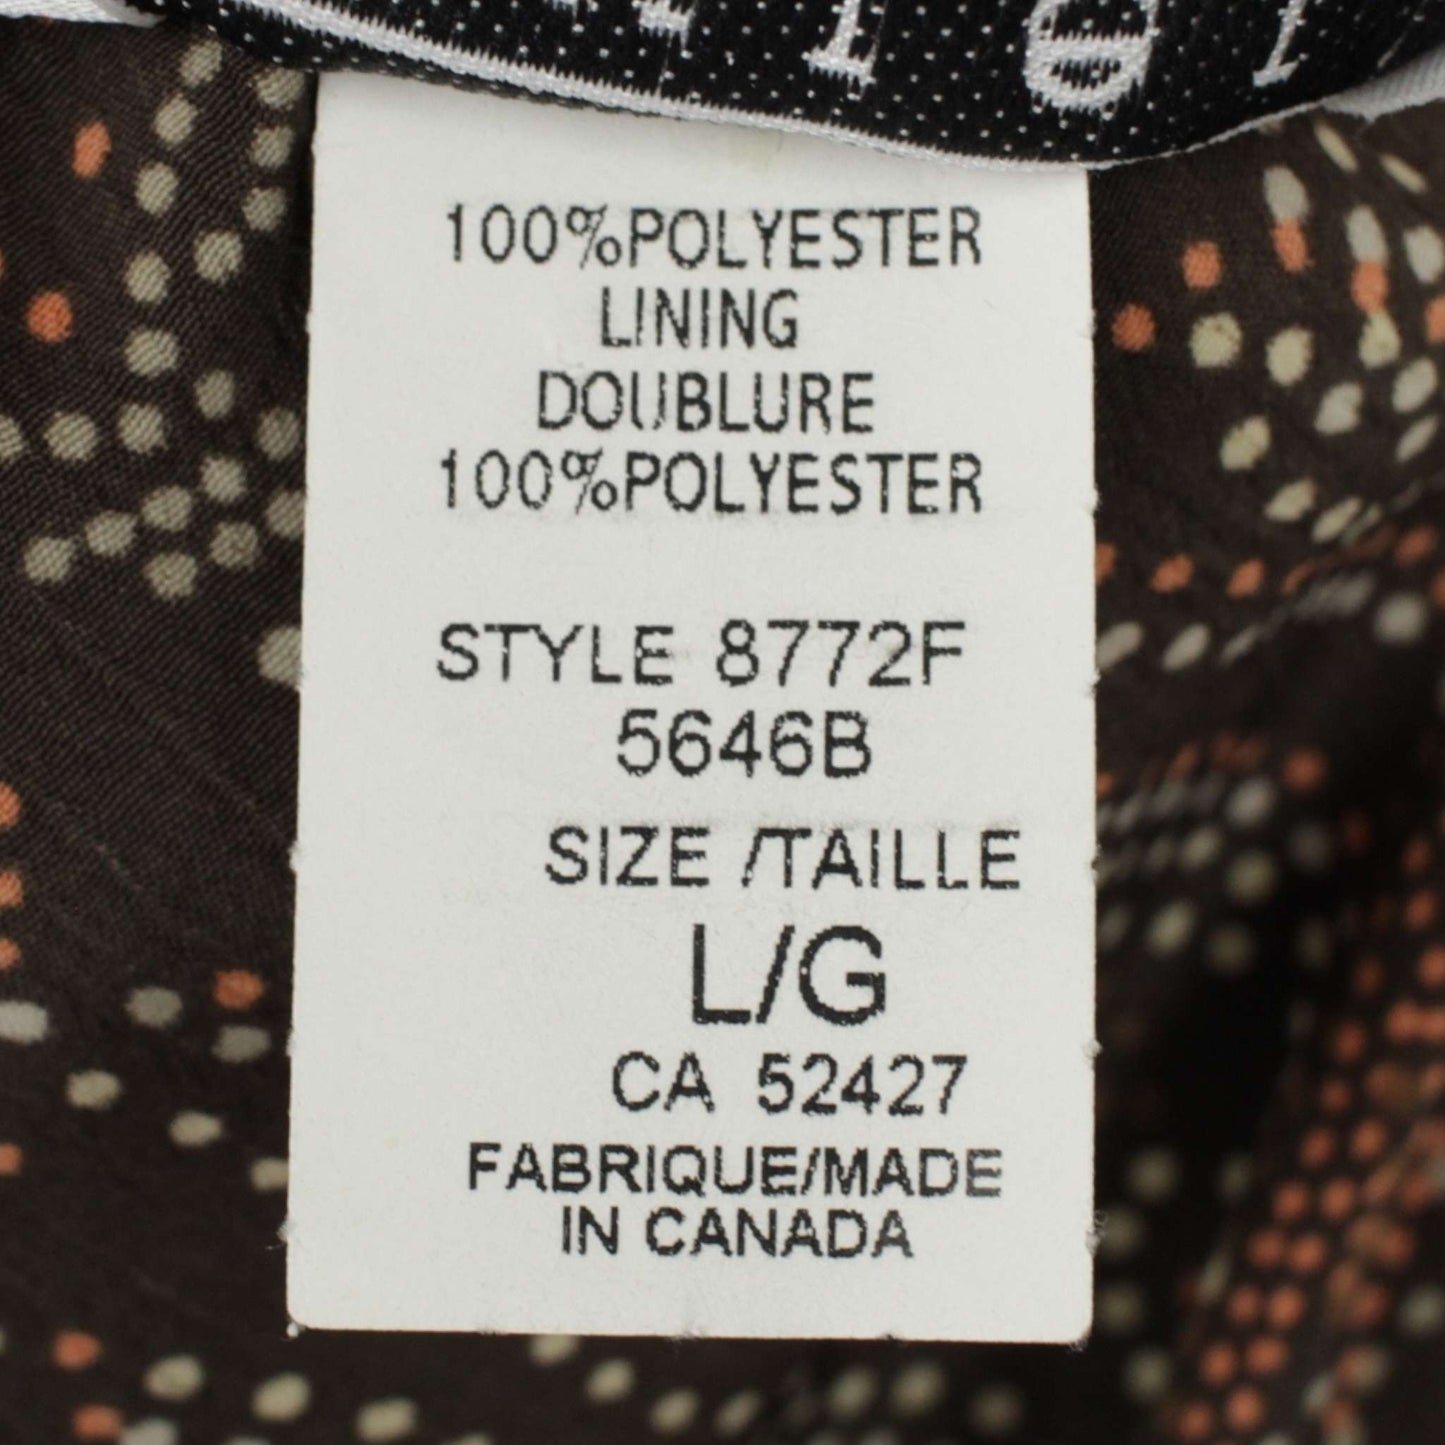 100%POLYESTER
LINING
DOUBLURE
100%POLYESTER
STYLE 8772F
5646B
SIZE /TAILLE
L/G
CA 52427
FABRIQUE/MADE
IN CANADA